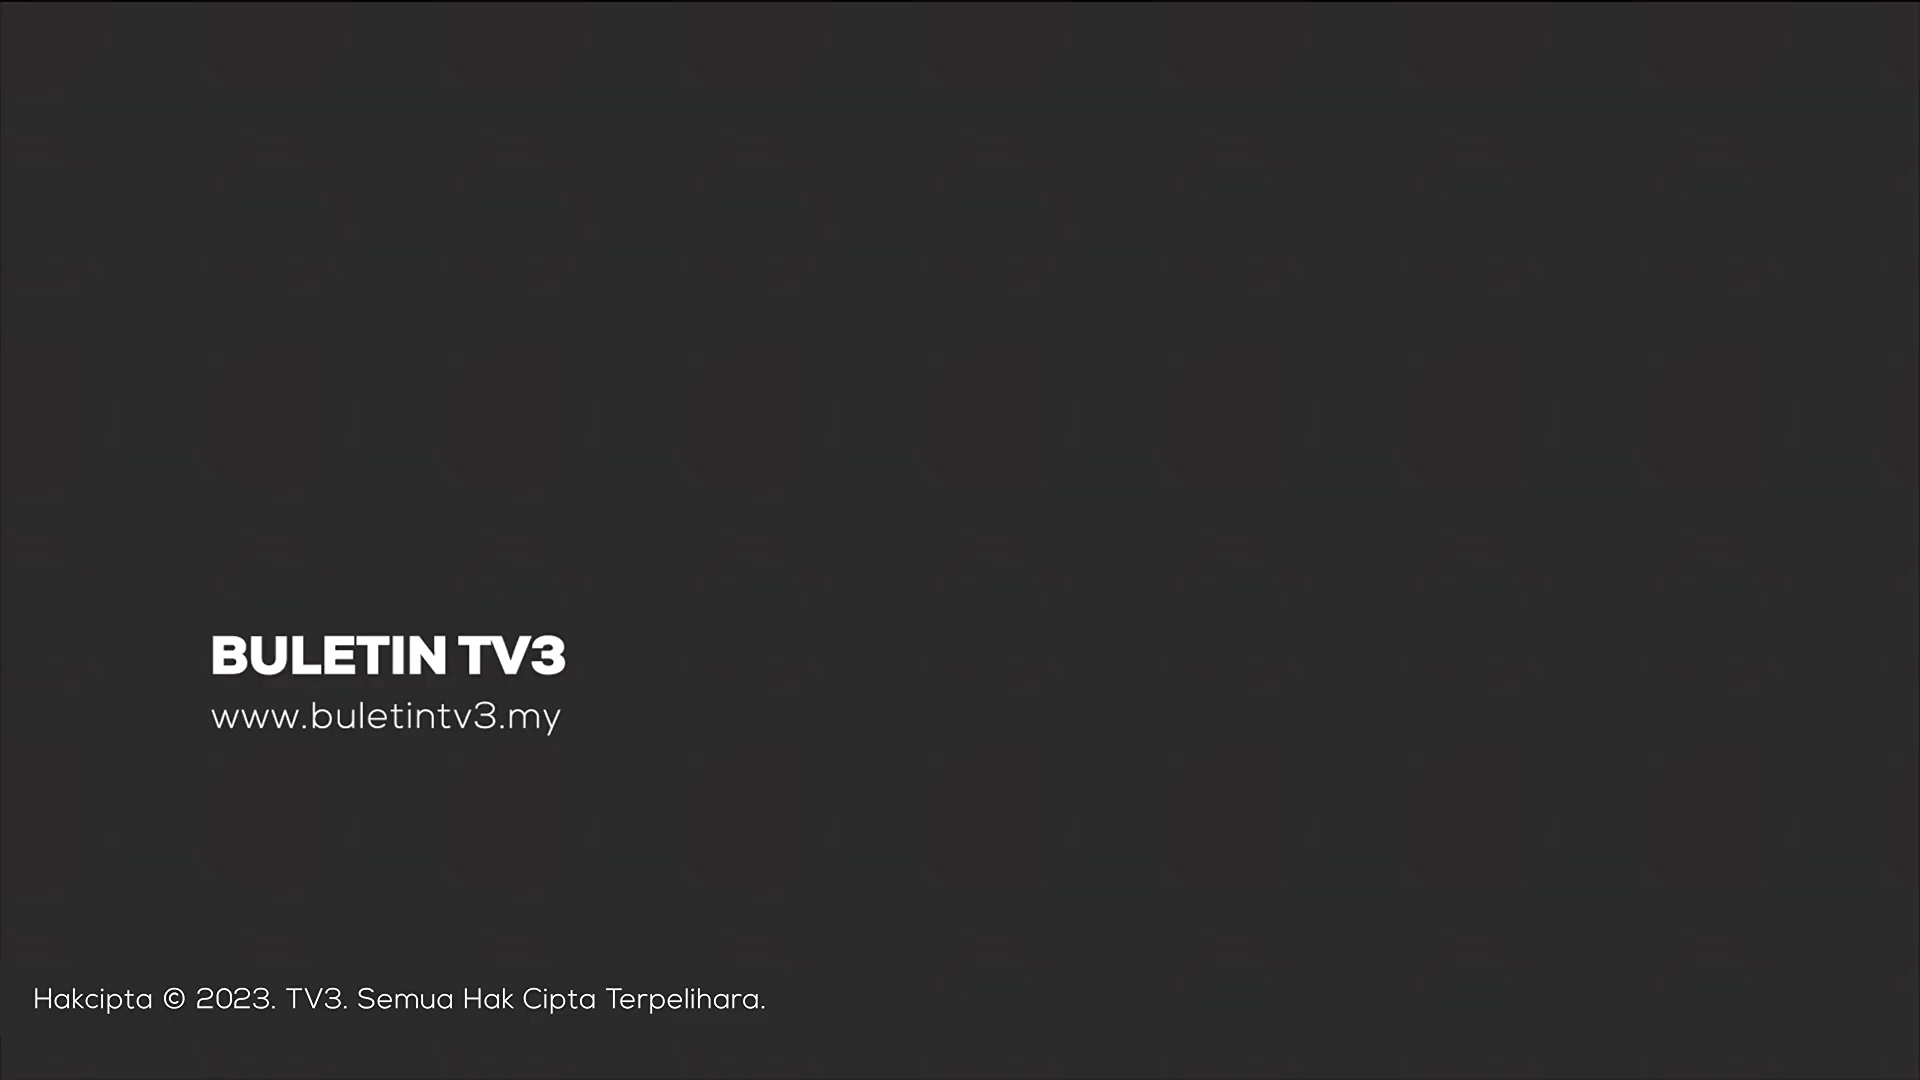 BULETIN TV3
www.buletintv3.my
Hakcipta © 2023. TV3. Semua Hak Cipta Terpelihara.